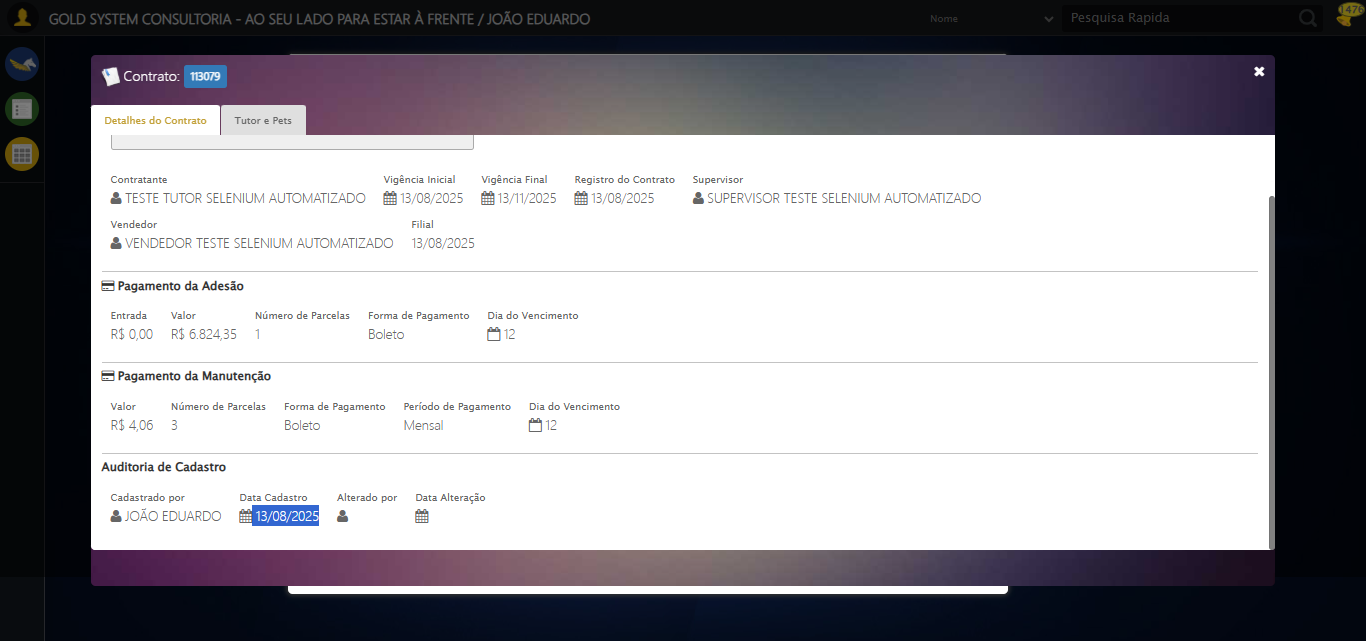 GOLD SYSTEM CONSULTORIA - AO SEU LADO PARA ESTAR À FRENTE / JOÃO EDUARDO
Nome
Pesquisa Rapida
1476
Contrato: 113079
Detalhes do Contrato
Tutor e Pets
Contratante Vigência Inicial Vigência Final Registro do Contrato Supervisor
TESTE TUTOR SELENIUM AUTOMATIZADO 13/08/2025 13/11/2025 13/08/2025 SUPERVISOR TESTE SELENIUM AUTOMATIZADO
Vendedor Filial
VENDEDOR TESTE SELENIUM AUTOMATIZADO 13/08/2025
Pagamento da Adesão
Entrada Valor Número de Parcelas Forma de Pagamento Dia do Vencimento
R$ 0,00 R$ 6.824,35 1 Boleto 12
Pagamento da Manutenção
Valor Número de Parcelas Forma de Pagamento Período de Pagamento Dia do Vencimento
R$ 4,06 3 Boleto Mensal 12
Auditoria de Cadastro
Cadastrado por Data Cadastro Alterado por Data Alteração
JOÃO EDUARDO 13/08/2025